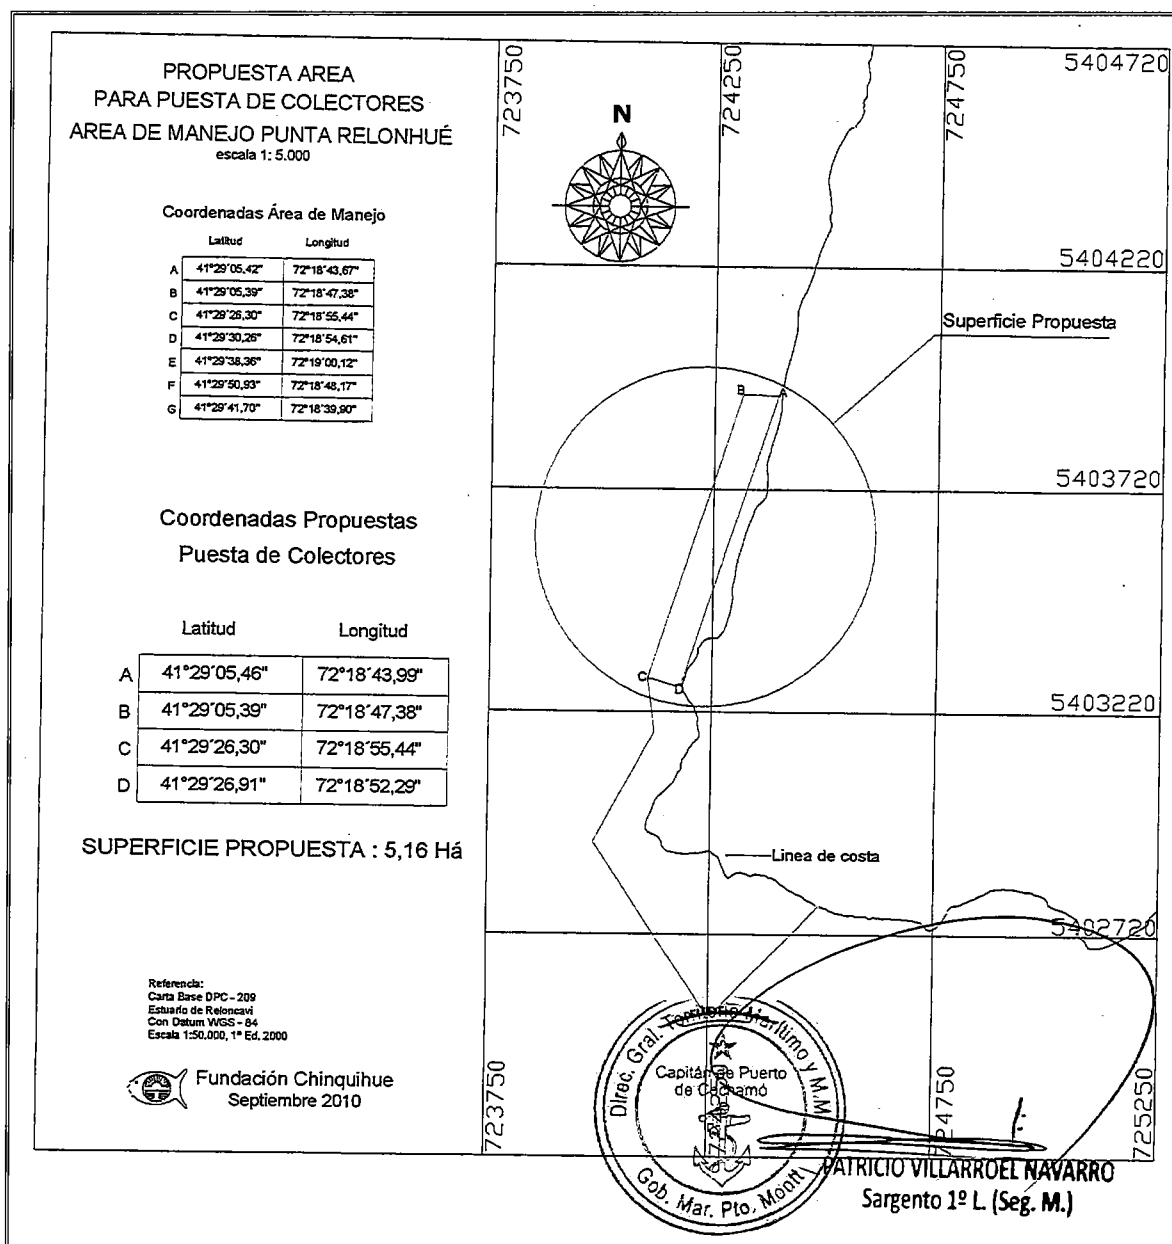 PROPUESTA AREA
PARA PUESTA DE COLECTORES
AREA DE MANEJO PUNTA RELONHUÉ
escala 1: 5.000
Coordenadas Área de Manejo
Latitud Longitud
A 41°29´05,42" 72°18´43,67"
B 41°29´05,39" 72°18´47,38"
C 41°29´26,30" 72°18´55,44"
D 41°29´30,26" 72°18´54,61"
E 41°29´38,36" 72°19´00,12"
F 41°29´50,93" 72°18´48,17"
G 41°29´41,70" 72°18´39,90"
Coordenadas Propuestas
Puesta de Colectores
Latitud Longitud
A 41°29´05,46" 72°18´43,99"
B 41°29´05,39" 72°18´47,38"
C 41°29´26,30" 72°18´55,44"
D 41°29´26,91" 72°18´52,29"
SUPERFICIE PROPUESTA : 5,16 Há
Referencia:
Carta Base DPC - 209
Estuario de Reloncavi
Con Datum WGS - 84
Escala 1:50.000, 1ª Ed. 2000
Fundación Chinquihue
Septiembre 2010
723750
724250
724750
5404720
N
5404220
Superficie Propuesta
B A
5403720
C
D
5403220
Linea de costa
5402720
723750
24750
725250
Direc. Gral. Territorio Marítimo y M.M
Capitán de Puerto
de Cochamó
Gob. Mar. Pto. Montt
PATRICIO VILLARROEL NAVARRO
Sargento 1º L. (Seg. M.)